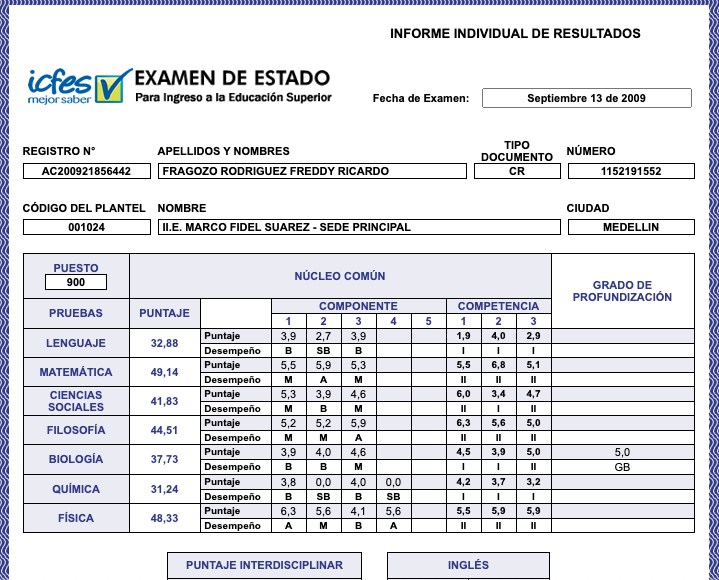 INFORME INDIVIDUAL DE RESULTADOS
icfes mejor saber
EXAMEN DE ESTADO
Para Ingreso a la Educación Superior
Fecha de Examen: Septiembre 13 de 2009
REGISTRO N° APELLIDOS Y NOMBRES TIPO DOCUMENTO NÚMERO
AC200921856442 FRAGOZO RODRIGUEZ FREDDY RICARDO CR 1152191552
CÓDIGO DEL PLANTEL NOMBRE CIUDAD
001024 II.E. MARCO FIDEL SUAREZ - SEDE PRINCIPAL MEDELLIN
PUESTO
900
NÚCLEO COMÚN
GRADO DE PROFUNDIZACIÓN
PRUEBAS PUNTAJE COMPONENTE COMPETENCIA
1 2 3 4 5 1 2 3
LENGUAJE 32,88
Puntaje 3,9 2,7 3,9 1,9 4,0 2,9
Desempeño B SB B I I I
MATEMÁTICA 49,14
Puntaje 5,5 5,9 5,3 5,5 6,8 5,1
Desempeño M A M II II II
CIENCIAS SOCIALES 41,83
Puntaje 5,3 3,9 4,6 6,0 3,4 4,7
Desempeño M B M II I II
FILOSOFÍA 44,51
Puntaje 5,2 5,2 5,9 6,3 5,6 5,0
Desempeño M M A II II II
BIOLOGÍA 37,73
Puntaje 3,9 4,0 4,6 4,5 3,9 5,0 5,0
Desempeño B B M I I II GB
QUÍMICA 31,24
Puntaje 3,8 0,0 4,0 0,0 4,2 3,7 3,2
Desempeño B SB B SB I I I
FÍSICA 48,33
Puntaje 6,3 5,6 4,1 5,6 5,5 5,9 5,9
Desempeño A M B A II II II
PUNTAJE INTERDISCIPLINAR INGLÉS